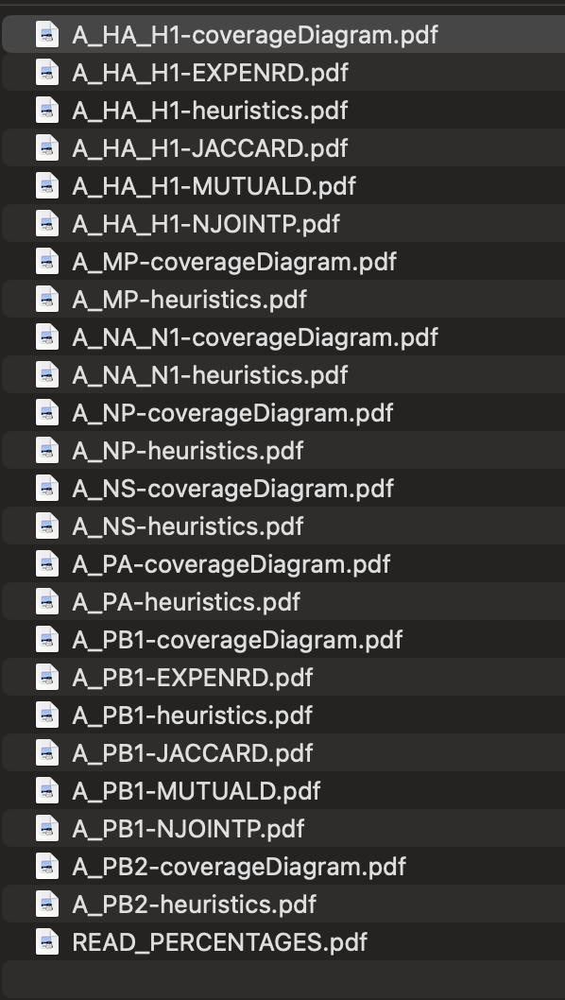 A_HA_H1-coverageDiagram.pdf
A_HA_H1-EXPENRD.pdf
A_HA_H1-heuristics.pdf
A_HA_H1-JACCARD.pdf
A_HA_H1-MUTUALD.pdf
A_HA_H1-NJOINTP.pdf
A_MP-coverageDiagram.pdf
A_MP-heuristics.pdf
A_NA_N1-coverageDiagram.pdf
A_NA_N1-heuristics.pdf
A_NP-coverageDiagram.pdf
A_NP-heuristics.pdf
A_NS-coverageDiagram.pdf
A_NS-heuristics.pdf
A_PA-coverageDiagram.pdf
A_PA-heuristics.pdf
A_PB1-coverageDiagram.pdf
A_PB1-EXPENRD.pdf
A_PB1-heuristics.pdf
A_PB1-JACCARD.pdf
A_PB1-MUTUALD.pdf
A_PB1-NJOINTP.pdf
A_PB2-coverageDiagram.pdf
A_PB2-heuristics.pdf
READ_PERCENTAGES.pdf